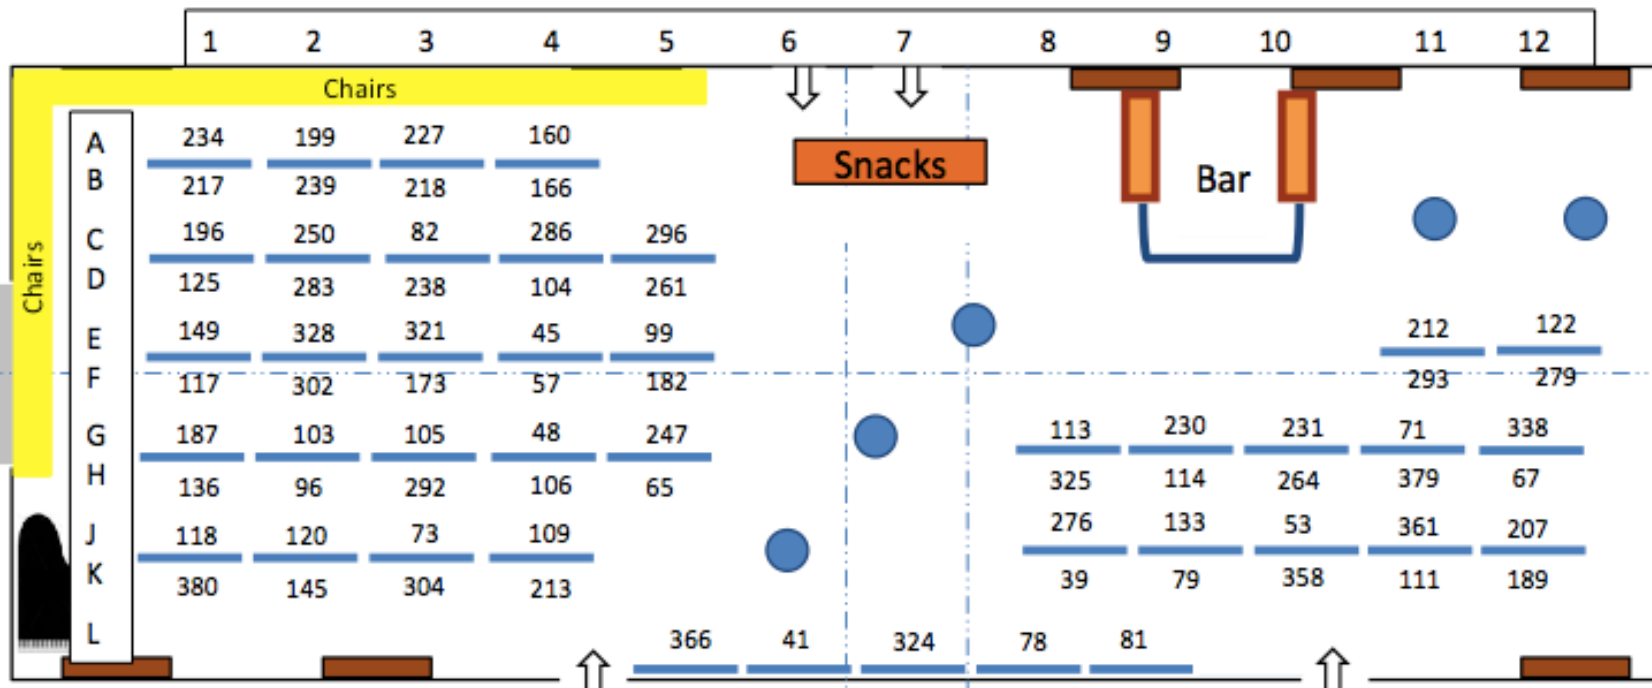 1 2 3 4 5 6 7 8 9 10 11 12
Chairs
Chairs
A 234 199 227 160
Snacks
Bar
B 217 239 218 166
C 196 250 82 286 296
D 125 283 238 104 261
E 149 328 321 45 99 212 122
F 117 302 173 57 182 293 279
G 187 103 105 48 247 113 230 231 71 338
H 136 96 292 106 65 325 114 264 379 67
J 118 120 73 109 276 133 53 361 207
K 380 145 304 213 39 79 358 111 189
L 366 41 324 78 81